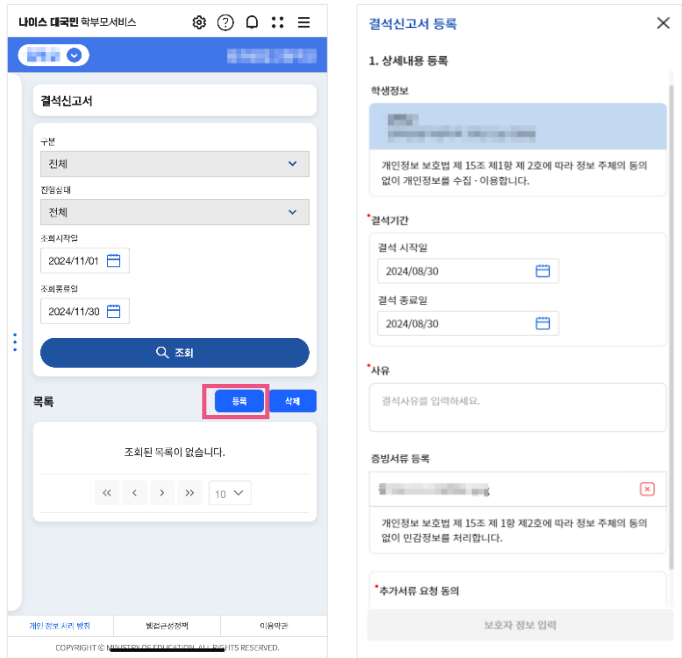 나이스 대국민 학부모서비스
결석신고서
구분
전체
진행상태
전체
조회시작일
2024/11/01
조회종료일
2024/11/30
조회
목록
등록
삭제
조회된 목록이 없습니다.
10
개인 정보 처리 방침
웹접근성정책
이용약관
COPYRIGHT © MINISTRY OF EDUCATION. ALL RIGHTS RESERVED.
결석신고서 등록
1. 상세내용 등록
학생정보
개인정보 보호법 제 15조 제1항 제 2호에 따라 정보 주체의 동의
없이 개인정보를 수집 - 이용합니다.
*결석기간
결석 시작일
2024/08/30
결석 종료일
2024/08/30
*사유
결석사유를 입력하세요.
증빙서류 등록
개인정보 보호법 제 15조 제 1항 제2호에 따라 정보 주체의 동의
없이 민감정보를 처리합니다.
*추가서류 요청 동의
보호자 정보 입력